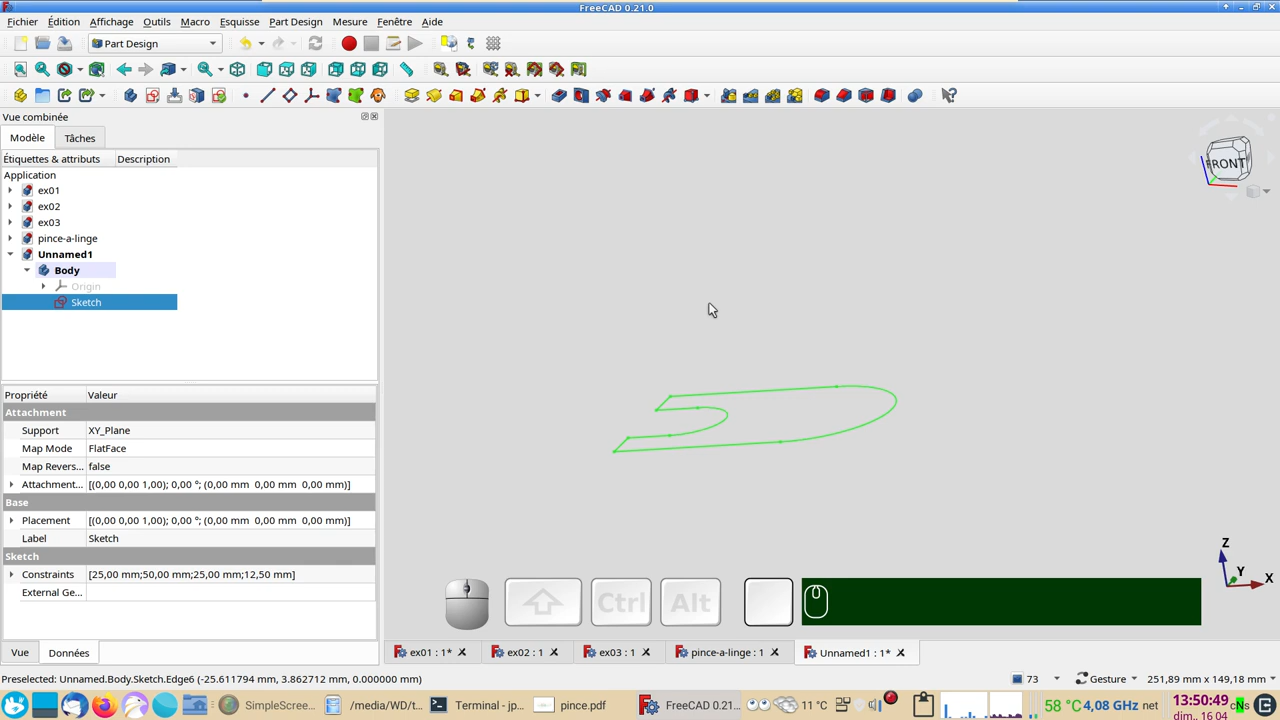 FreeCAD 0.21.0
Fichier Édition Affichage Outils Macro Esquisse Part Design Mesure Fenêtre Aide
Part Design
Vue combinée
Modèle Tâches
Étiquettes & attributs Description
Application
ex01
ex02
ex03
pince-a-linge
Unnamed1
Body
Origin
Sketch
Propriété Valeur
Attachment
Support XY_Plane
Map Mode FlatFace
Map Revers... false
Attachment... [(0,00 0,00 1,00); 0,00 °; (0,00 mm 0,00 mm 0,00 mm)]
Base
Placement [(0,00 0,00 1,00); 0,00 °; (0,00 mm 0,00 mm 0,00 mm)]
Label Sketch
Sketch
Constraints [25,00 mm;50,00 mm;25,00 mm;12,50 mm]
External Ge...
Vue Données
FRONT
Z
Y X
Ctrl Alt
ex01 : 1* ex02 : 1 ex03 : 1 pince-a-linge : 1 Unnamed1 : 1*
Preselected: Unnamed.Body.Sketch.Edge6 (-25.611794 mm, 3.862712 mm, 0.000000 mm) 73 Gesture 251,89 mm x 149,18 mm
SimpleScree... /media/WD/t... Terminal - jp... pince.pdf FreeCAD 0.21... 11 °C 58 °C 4,08 GHz net 13:50:49
dim., 16 04